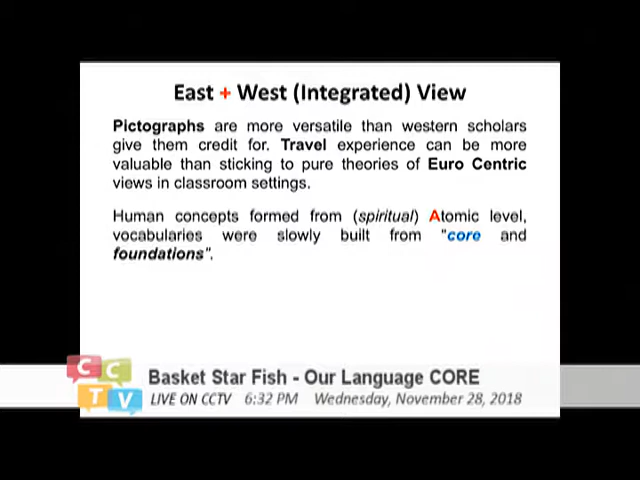 East + West (Integrated) View
Pictographs are more versatile than western scholars
give them credit for. Travel experience can be more
valuable than sticking to pure theories of Euro Centric
views in classroom settings.
Human concepts formed from (spiritual) Atomic level,
vocabularies were slowly built from "core and
foundations".
CCTV
Basket Star Fish - Our Language CORE
LIVE ON CCTV 6:32 PM Wednesday, November 28, 2018